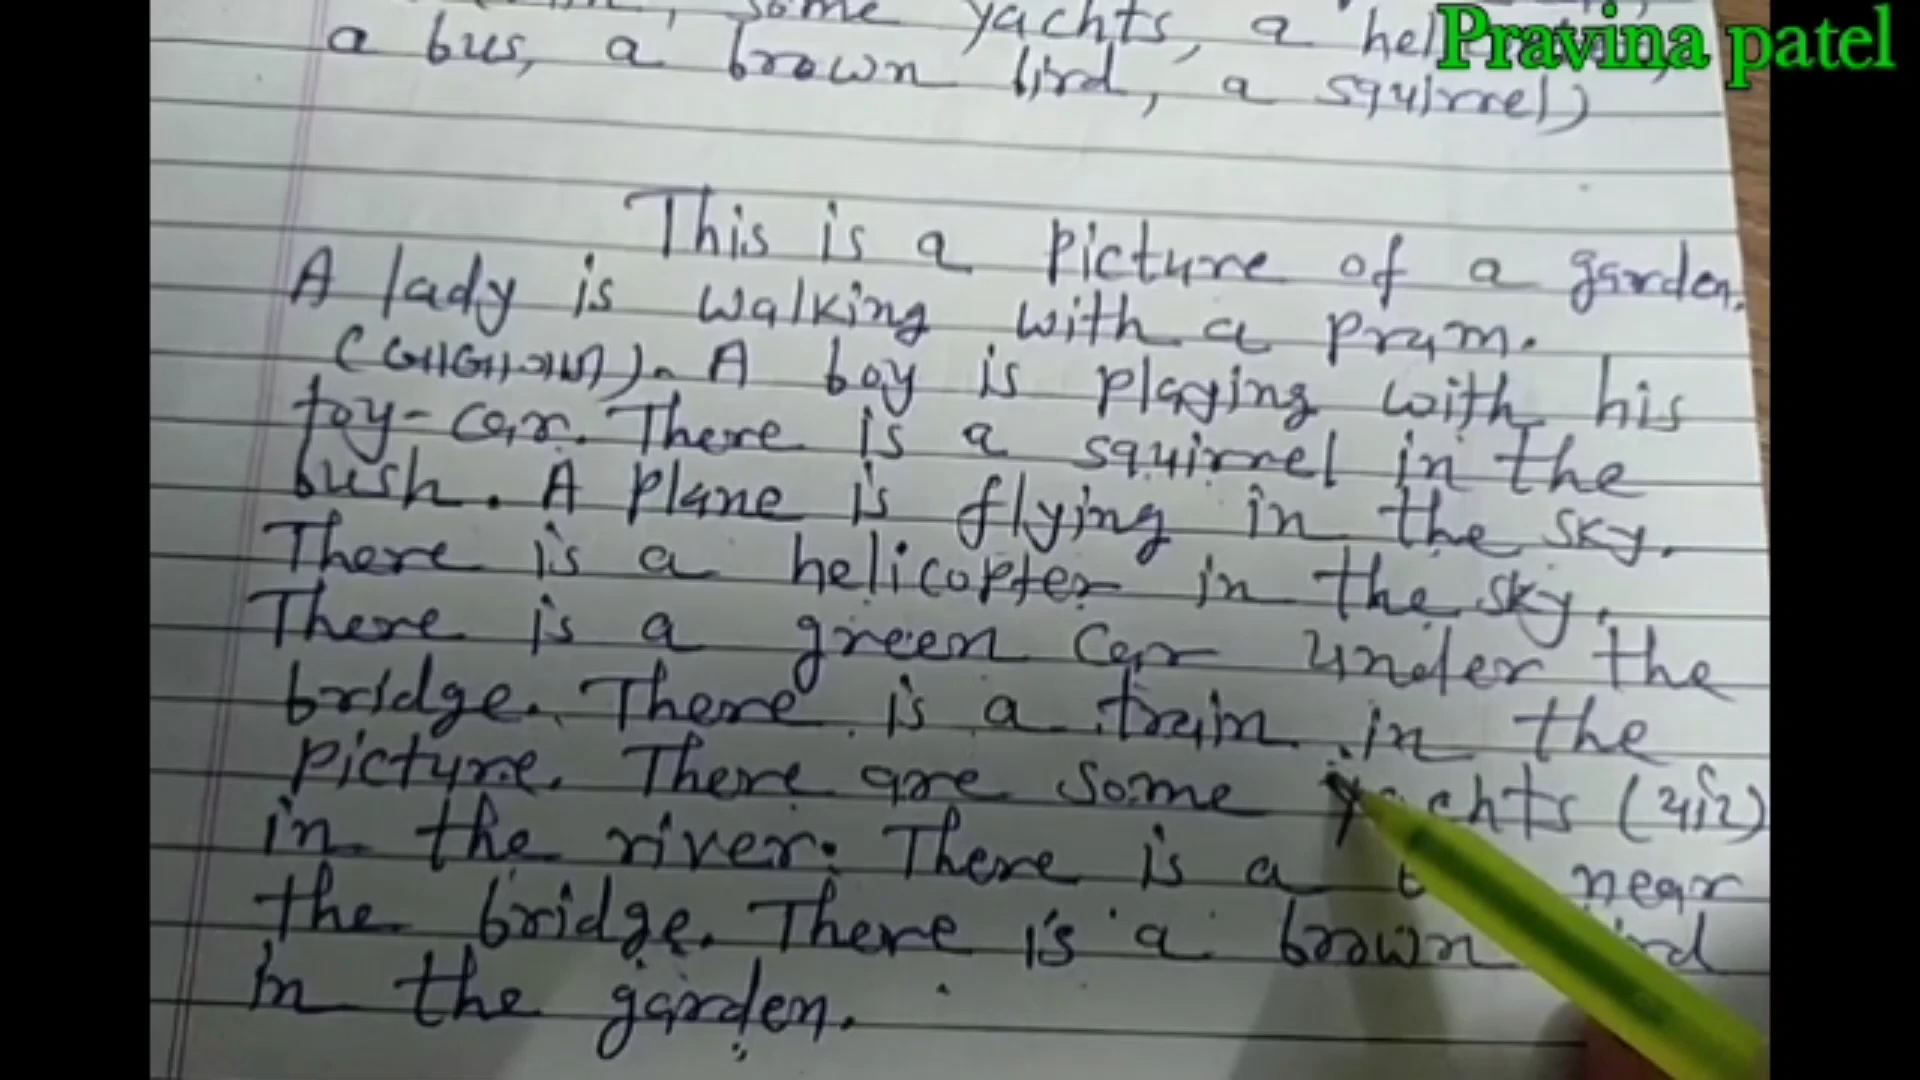 some yachts, a
Pravina patel
a bus, a brown bird, a squirrel)
This is a picture of a garden.
A lady is walking with a pram.
(બાબાગાડી). A boy is playing with his
toy-car. There is a squirrel in the
bush. A plane is flying in the sky.
There is a helicopter in the sky.
There is a green car under the
bridge. There is a train in the
picture. There are some yachts (યોટ)
in the river. There is a near
the bridge. There is a brown
in the garden.